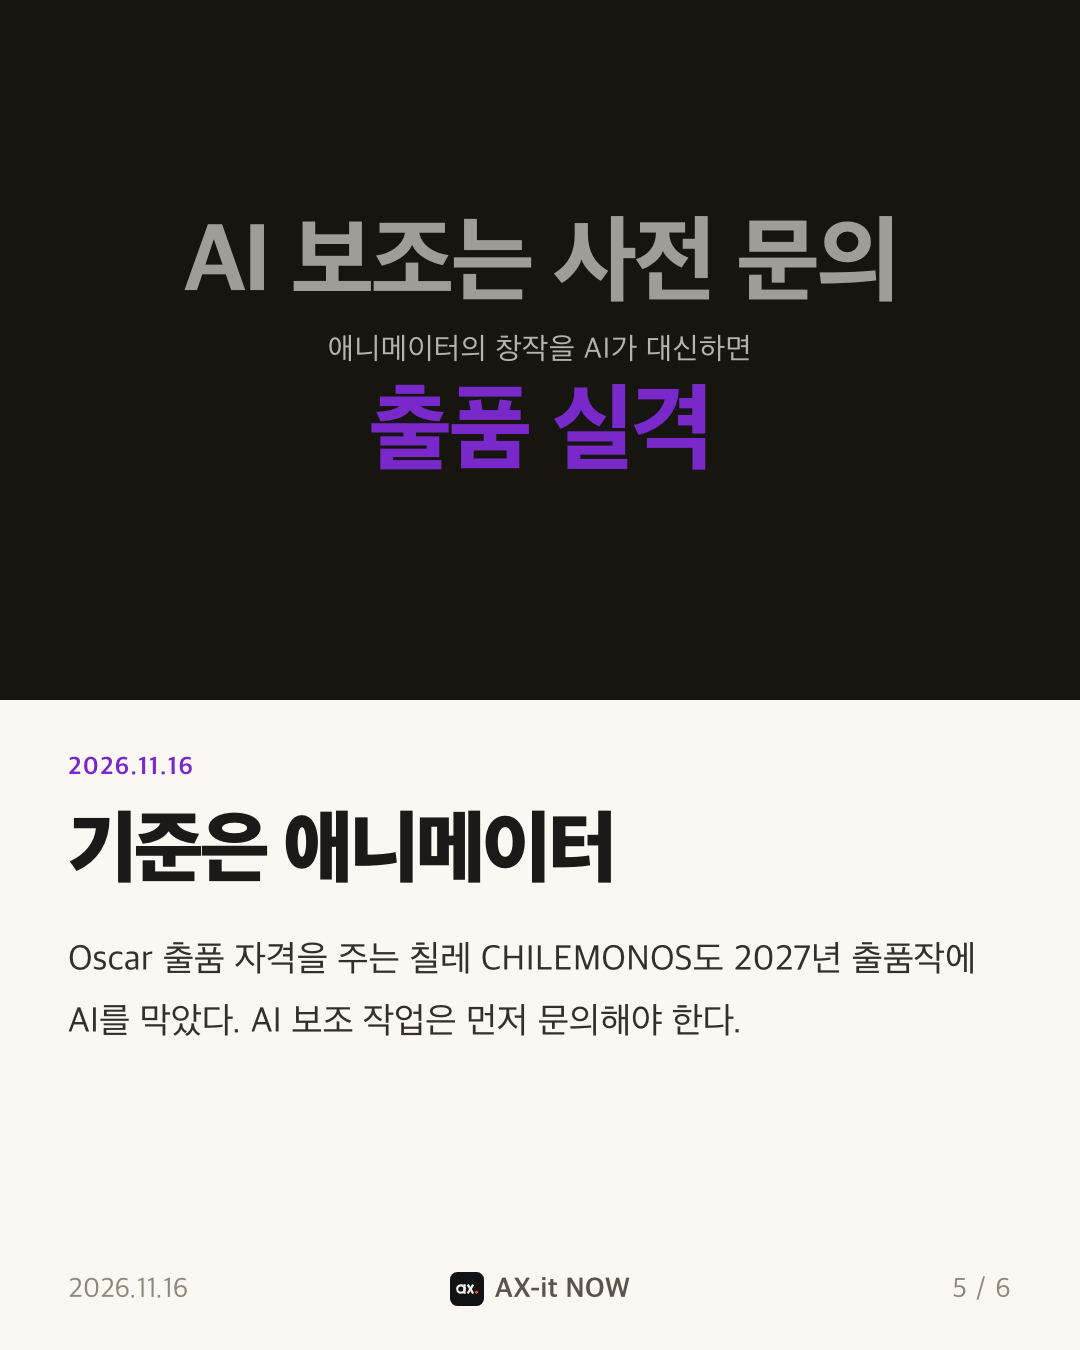 AI 보조는 사전 문의
애니메이터의 창작을 AI가 대신하면
출품 실격
2026.11.16
기준은 애니메이터
Oscar 출품 자격을 주는 칠레 CHILEMONOS도 2027년 출품작에
AI를 막았다. AI 보조 작업은 먼저 문의해야 한다.
2026.11.16
ax. AX-it NOW
5 / 6